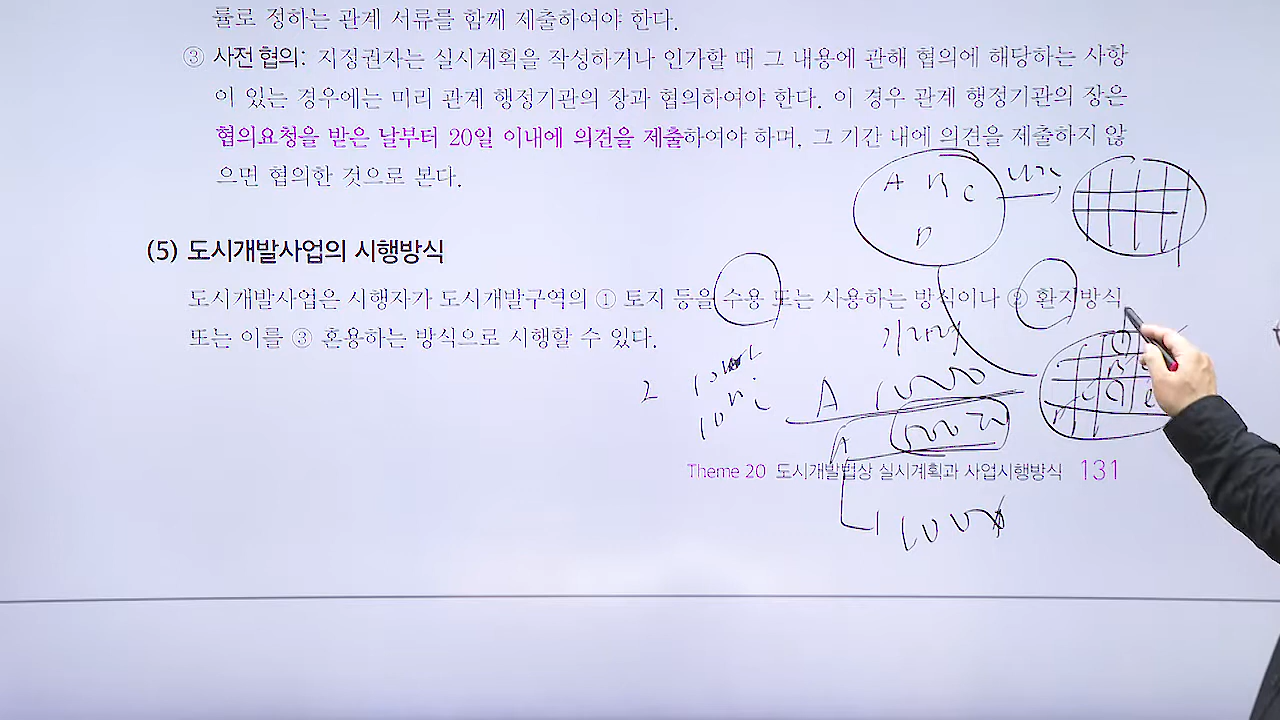 률로 정하는 관계 서류를 함께 제출하여야 한다.
③ 사전 협의: 지정권자는 실시계획을 작성하거나 인가할 때 그 내용에 관해 협의에 해당하는 사항
이 있는 경우에는 미리 관계 행정기관의 장과 협의하여야 한다. 이 경우 관계 행정기관의 장은
협의요청을 받은 날부터 20일 이내에 의견을 제출하여야 하며, 그 기간 내에 의견을 제출하지 않
으면 협의한 것으로 본다.
A B C
D
(5) 도시개발사업의 시행방식
도시개발사업은 시행자가 도시개발구역의 ① 토지 등을 수용 또는 사용하는 방식이나 ② 환지방식
또는 이를 ③ 혼용하는 방식으로 시행할 수 있다.
A 1000
A
Theme 20 도시개발법상 실시계획과 사업시행방식 131